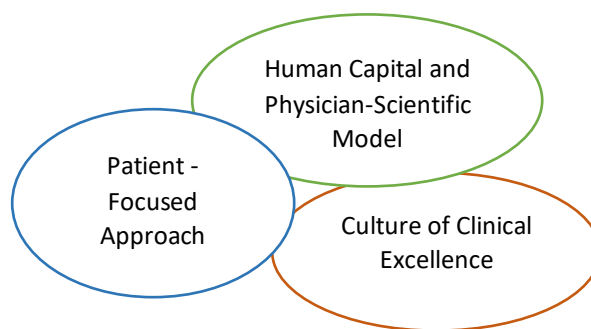 Human Capital and
Physician-Scientific
Model
Patient -
Focused
Approach
Culture of Clinical
Excellence